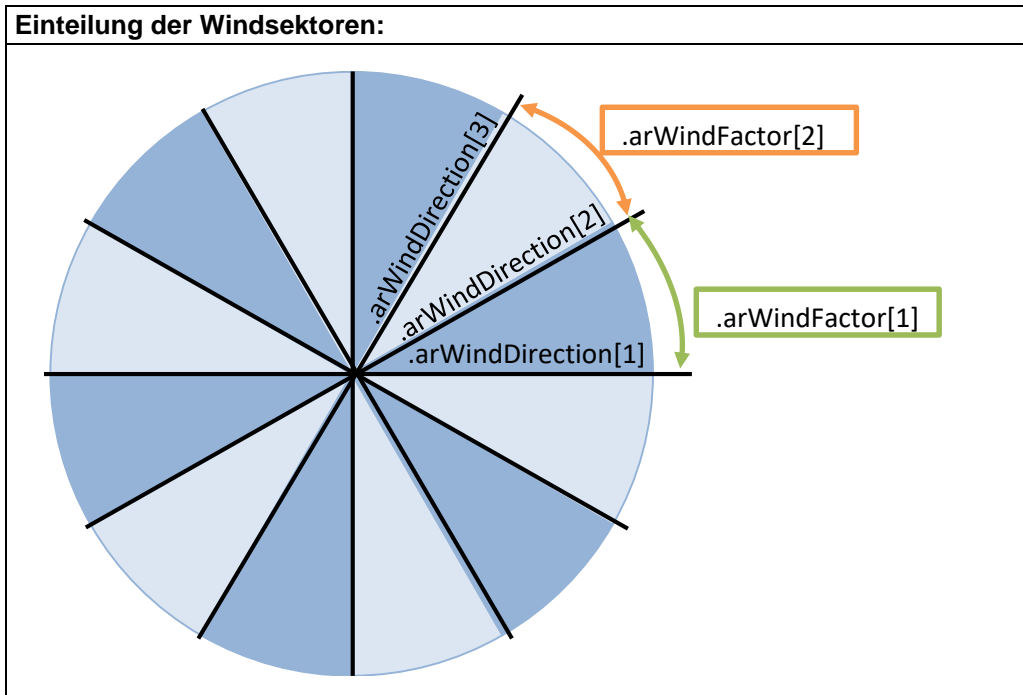 Einteilung der Windsektoren:
.arWindFactor[2]
.arWindDirection[3]
.arWindDirection[2]
.arWindFactor[1]
.arWindDirection[1]